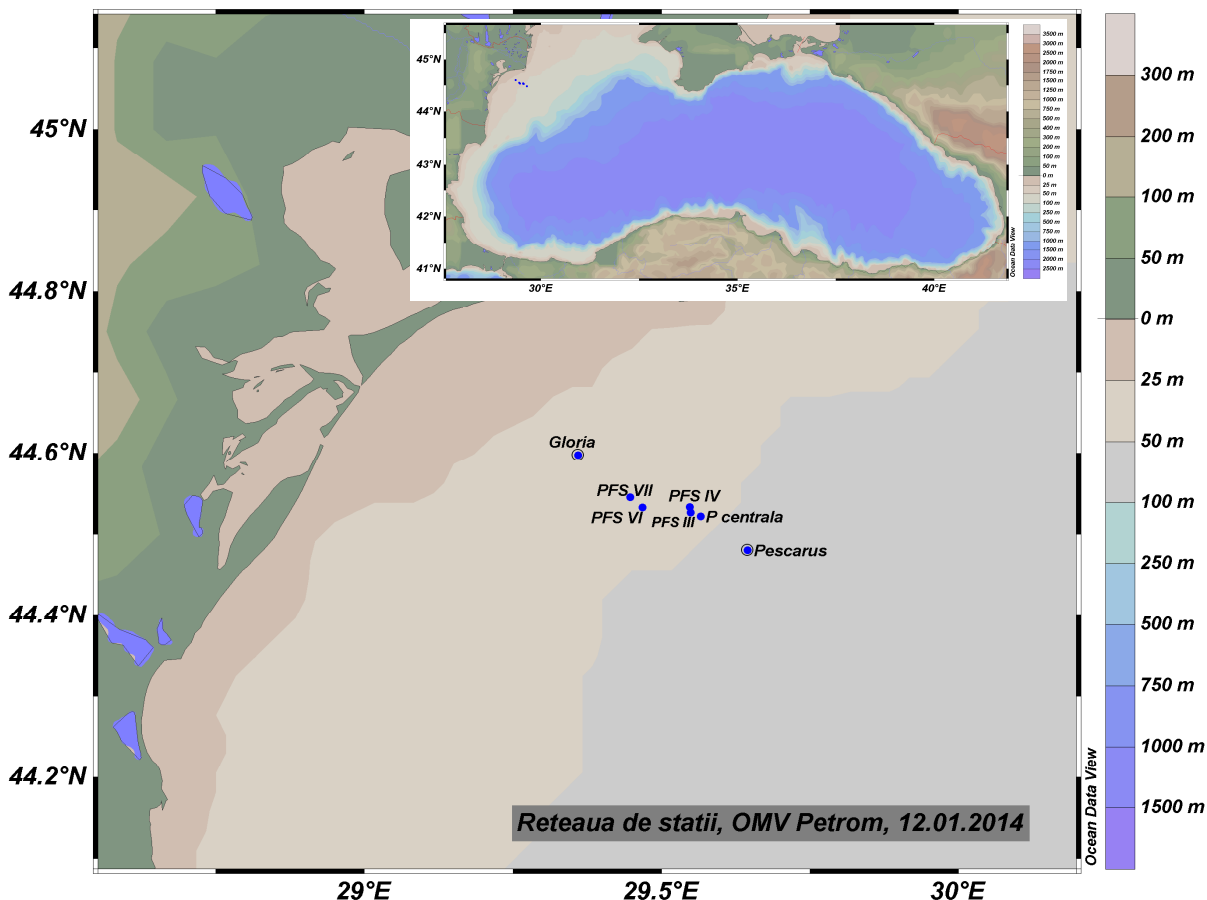 45°N
44.8°N
44.6°N
44.4°N
44.2°N
29°E
29.5°E
30°E
45°N
44°N
43°N
42°N
41°N
30°E
35°E
40°E
Ocean Data View
3500 m
3000 m
2500 m
2000 m
1750 m
1500 m
1250 m
1000 m
750 m
500 m
400 m
300 m
200 m
100 m
50 m
0 m
25 m
50 m
100 m
250 m
500 m
750 m
1000 m
1500 m
2000 m
2500 m
Gloria
PFS VII
PFS VI
PFS IV
PFS III
P centrala
Pescarus
Reteaua de statii, OMV Petrom, 12.01.2014
Ocean Data View
300 m
200 m
100 m
50 m
0 m
25 m
50 m
100 m
250 m
500 m
750 m
1000 m
1500 m